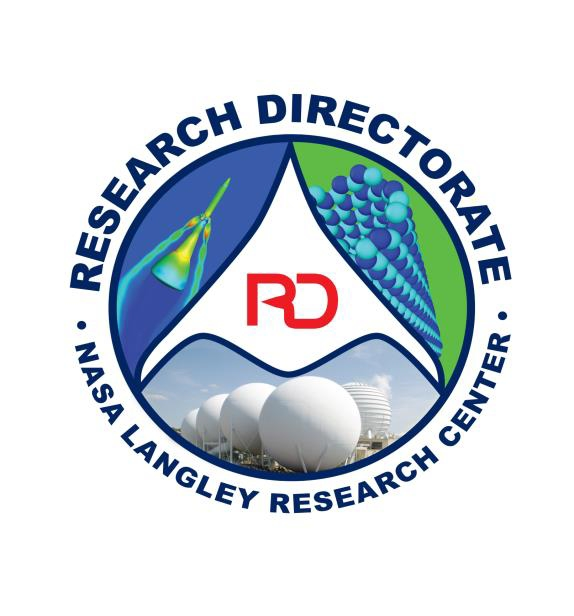 RESEARCH DIRECTORATE
RD
• NASA LANGLEY RESEARCH CENTER •